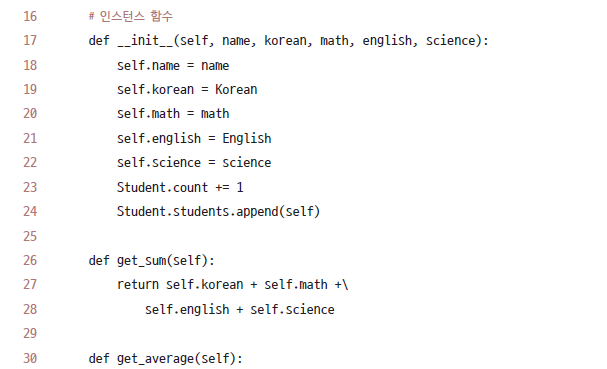 16 # 인스턴스 함수
17 def __init__(self, name, korean, math, english, science):
18 self.name = name
19 self.korean = Korean
20 self.math = math
21 self.english = English
22 self.science = science
23 Student.count += 1
24 Student.students.append(self)
25
26 def get_sum(self):
27 return self.korean + self.math +\
28 self.english + self.science
29
30 def get_average(self):